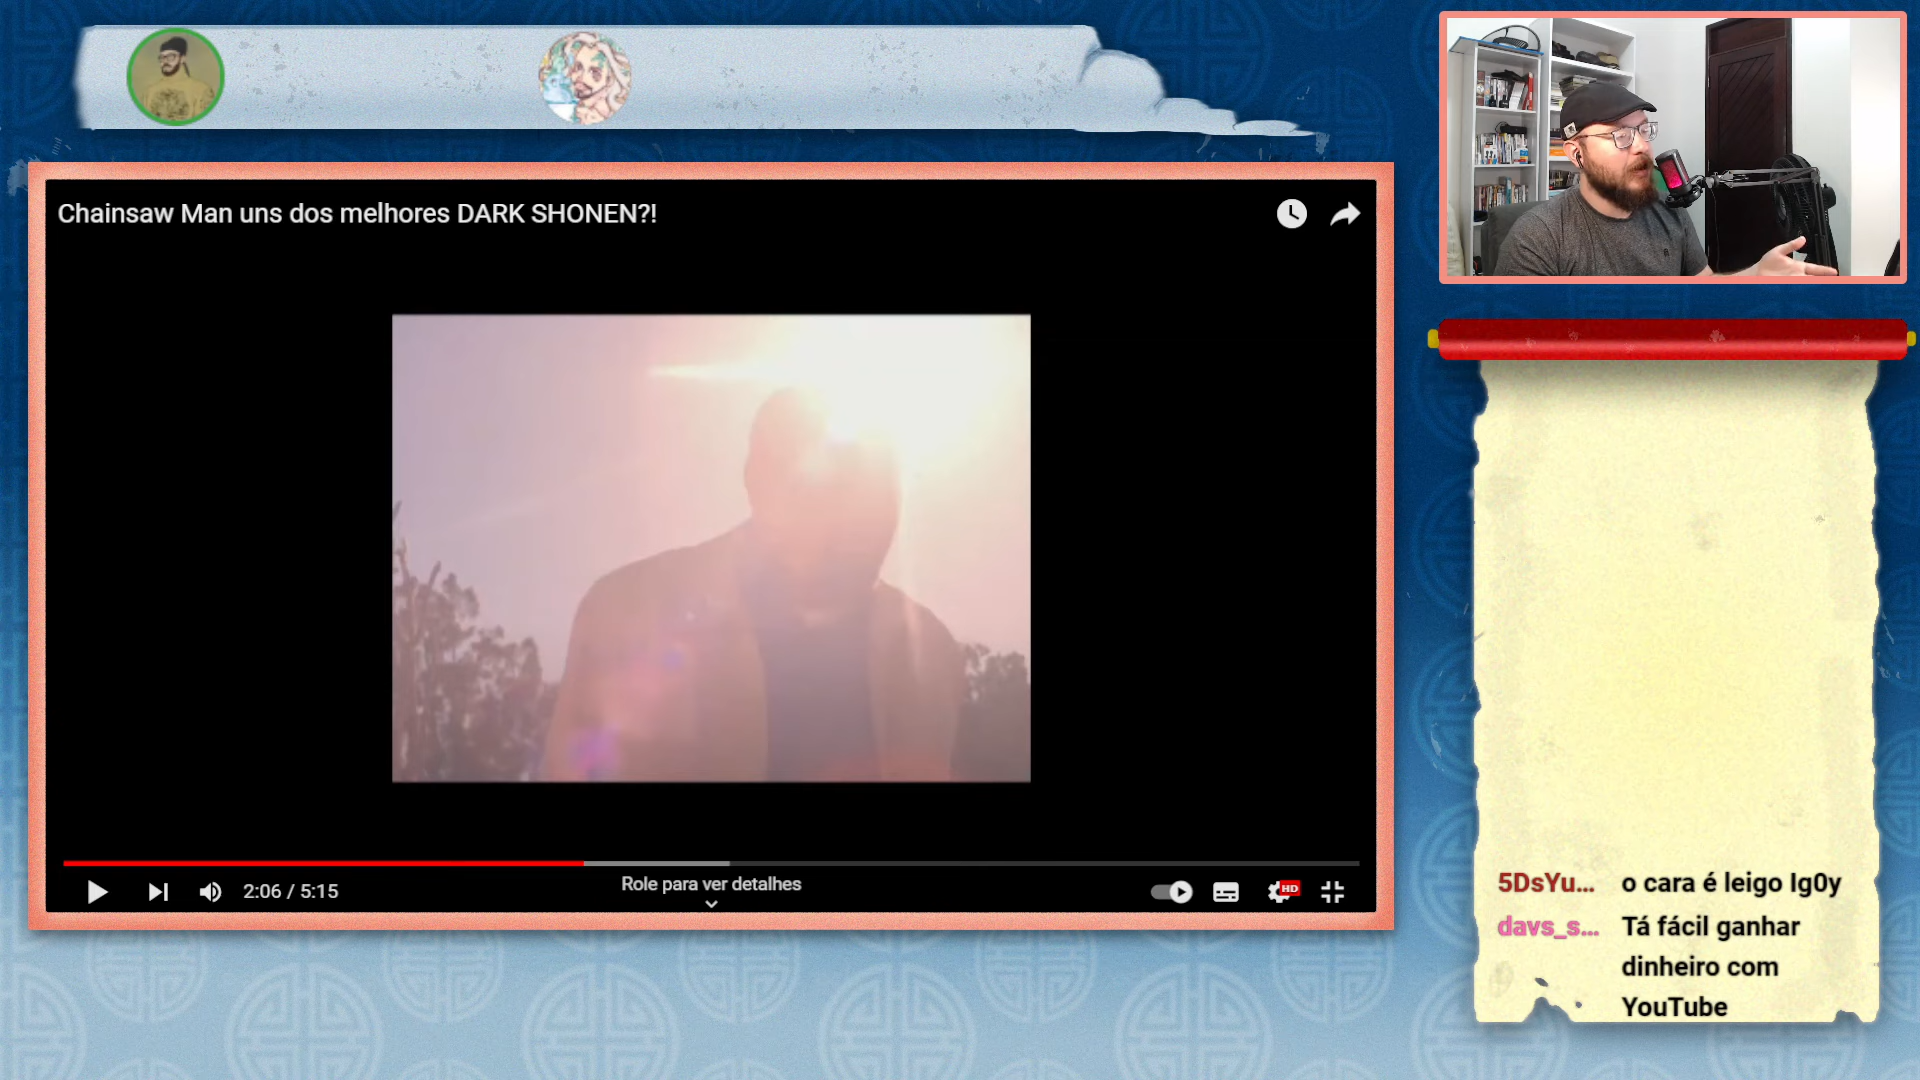 Chainsaw Man uns dos melhores DARK SHONEN?!
2:06 / 5:15
Role para ver detalhes
HD
5DsYu... o cara é leigo Ig0y
davs_s... Tá fácil ganhar
dinheiro com
YouTube